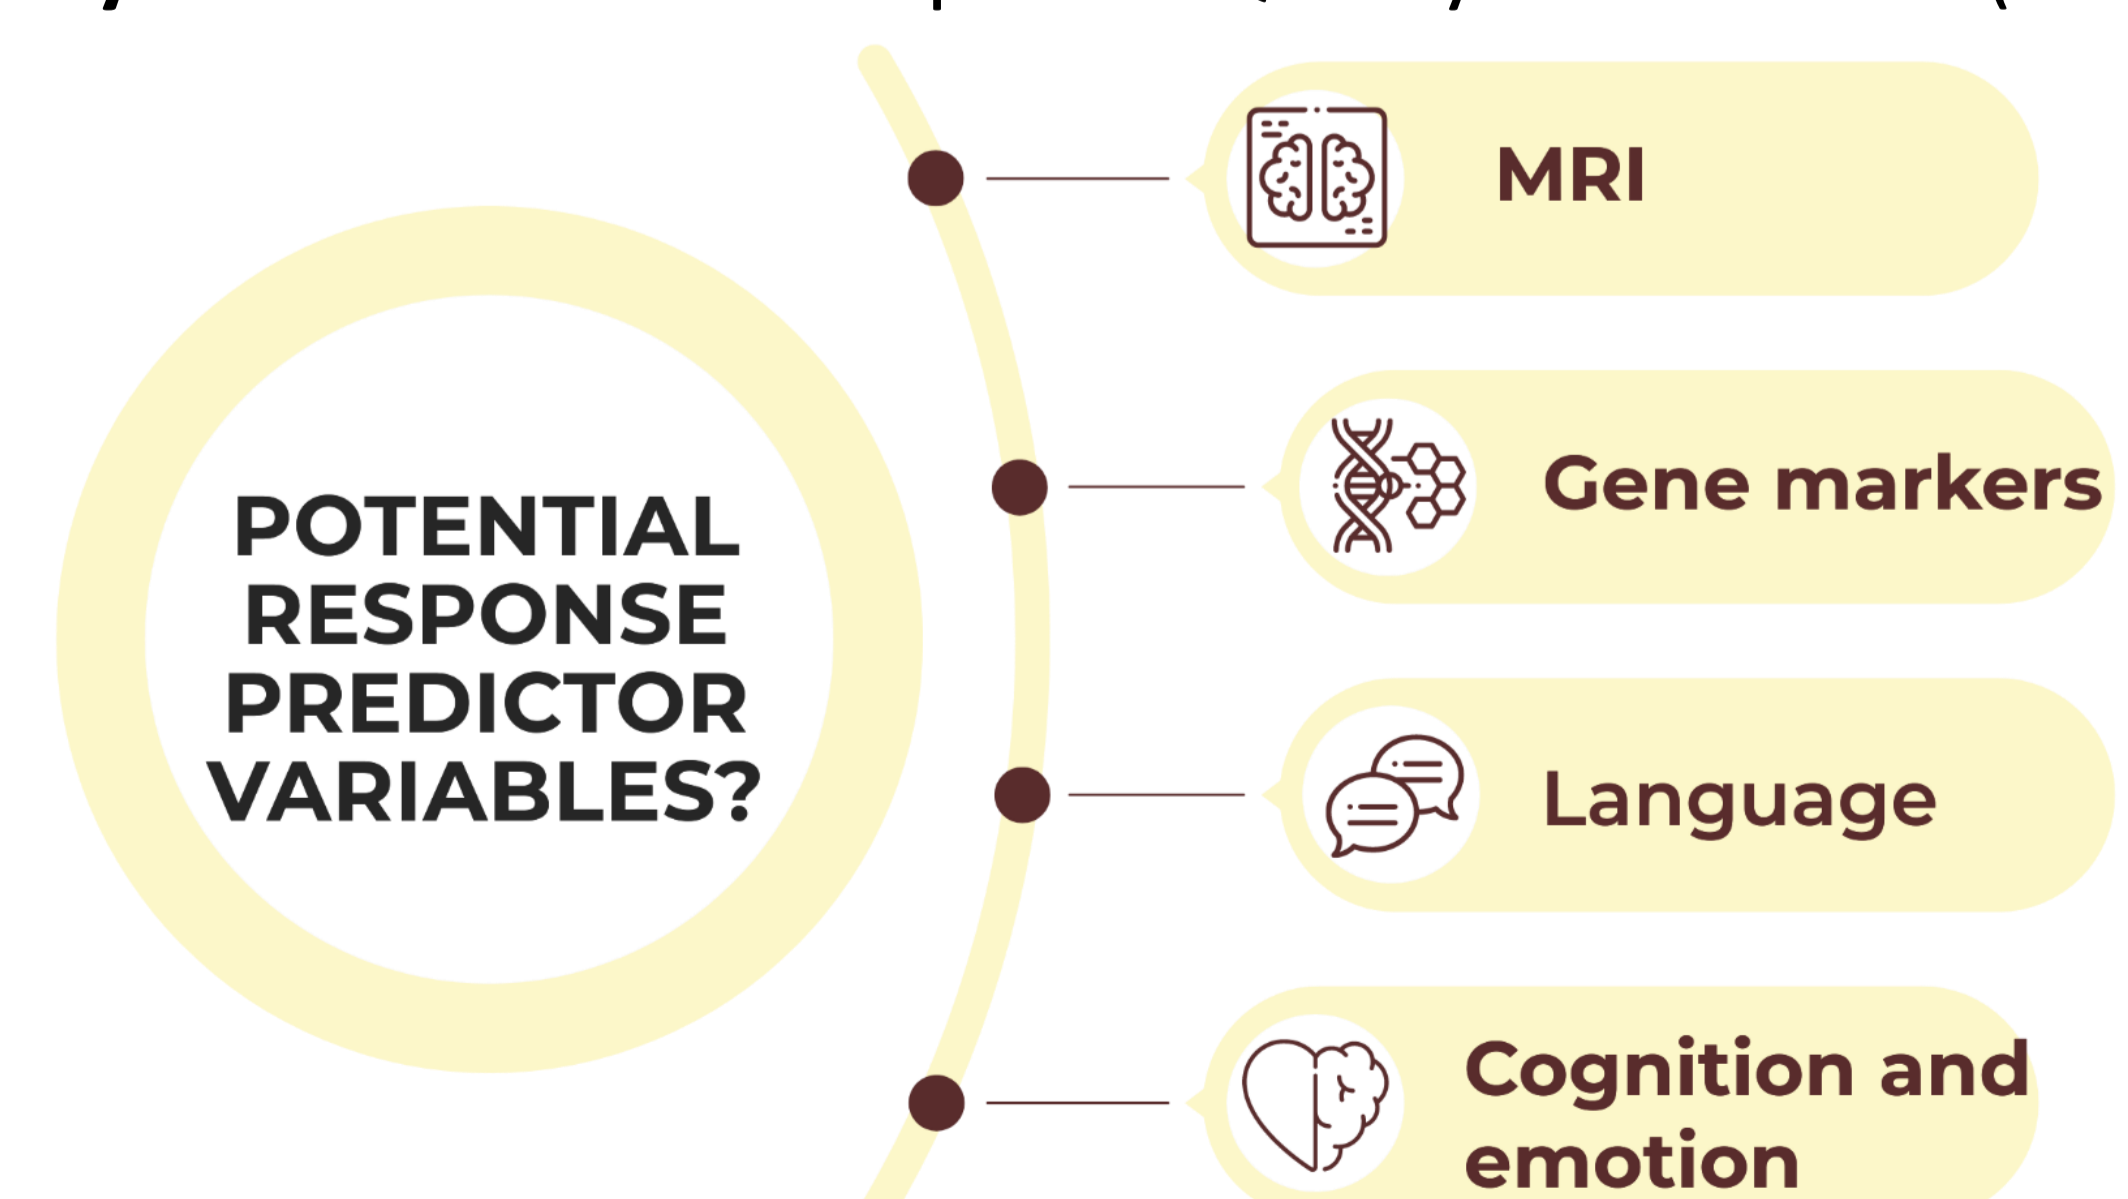 POTENTIAL
RESPONSE
PREDICTOR
VARIABLES?
MRI
Gene markers
Language
Cognition and
emotion